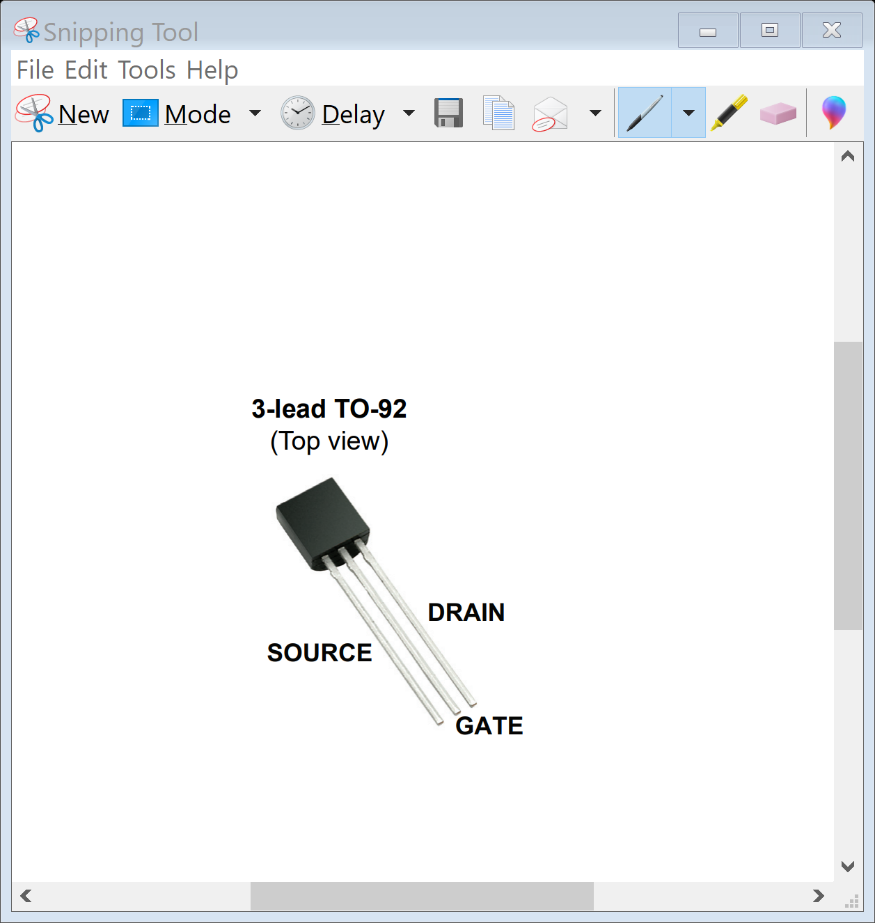 Snipping Tool
File Edit Tools Help
New Mode Delay
3-lead TO-92
(Top view)
DRAIN
SOURCE
GATE